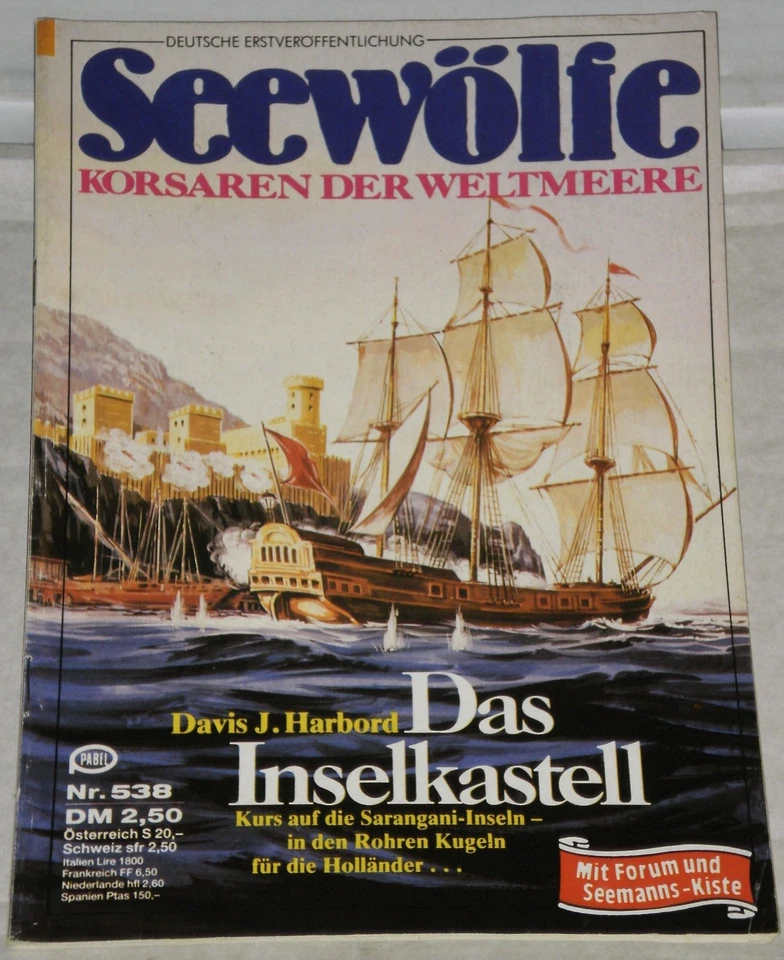 DEUTSCHE ERSTVERÖFFENTLICHUNG
Seewölfe
KORSAREN DER WELTMEERE
Davis J. Harbord Das
Inselkastell
Kurs auf die Sarangani-Inseln –
in den Rohren Kugeln
für die Holländer . . .
PABEL
Nr. 538
DM 2,50
Österreich S 20,–
Schweiz sfr 2,50
Italien Lire 1800
Frankreich FF 6,50
Niederlande hfl 2,60
Spanien Ptas 150,–
Mit Forum und
Seemanns-Kiste